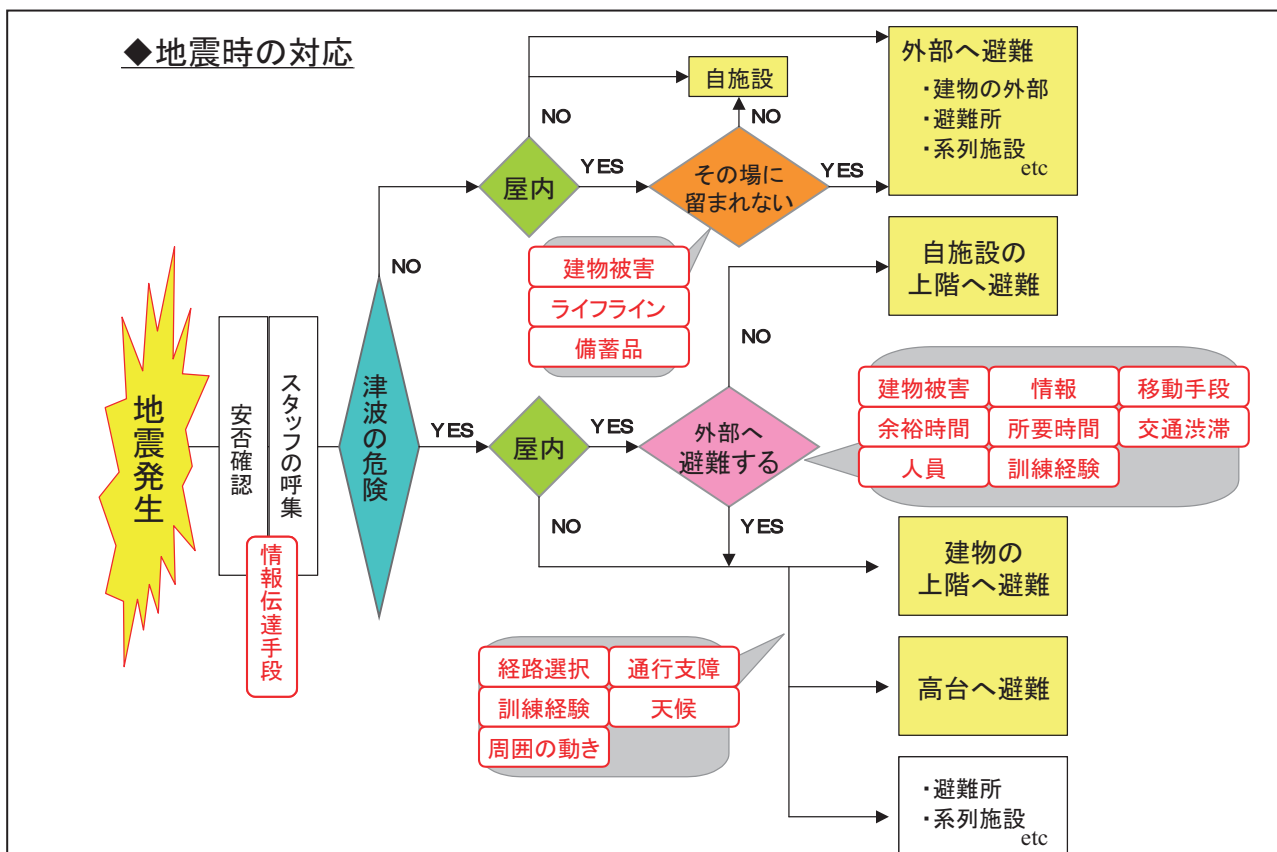 ◆地震時の対応
地震発生
安否確認
スタッフの呼集
情報伝達手段
津波の危険
NO
屋内
NO
YES
自施設
NO
その場に
留まれない
YES
外部へ避難
・建物の外部
・避難所
・系列施設
etc
建物被害
ライフライン
備蓄品
YES
屋内
YES
NO
外部へ
避難する
NO
YES
自施設の
上階へ避難
建物被害
情報
移動手段
余裕時間
所要時間
交通渋滞
人員
訓練経験
建物の
上階へ避難
経路選択
通行支障
訓練経験
天候
周囲の動き
高台へ避難
・避難所
・系列施設
etc